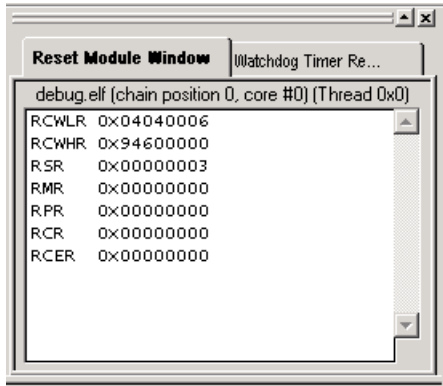 Reset Module Window
Watchdog Timer Re...
debug.elf (chain position 0, core #0) (Thread 0x0)
RCWLR 0x04040006
RCWHR 0x94600000
RSR 0x00000003
RMR 0x00000000
RPR 0x00000000
RCR 0x00000000
RCER 0x00000000